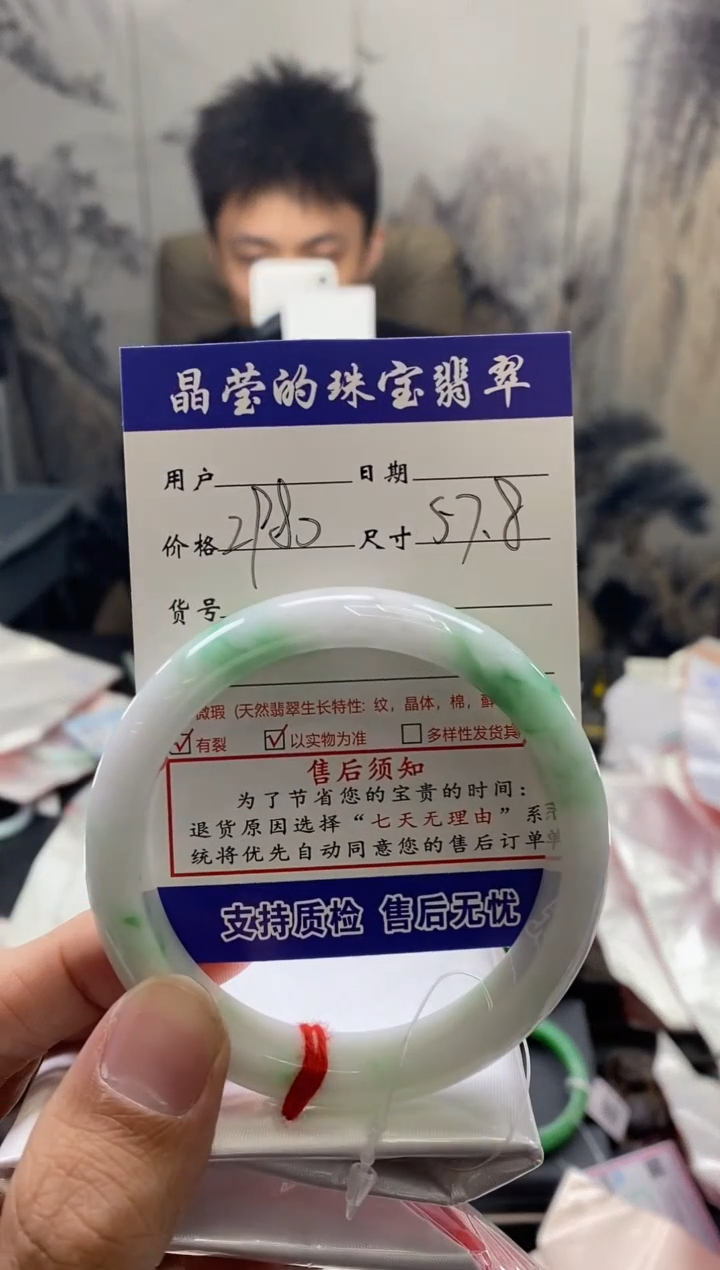 晶莹的珠宝翡翠
用户 日期
价格 2980 尺寸 57.8
货号
微瑕（天然翡翠生长特性：纹，晶体，棉，
☑有裂 ☑以实物为准 ☐多样性发货其
售后须知
为了节省您的宝贵的时间：
退货原因选择“七天无理由”系
统将优先自动同意您的售后订单
支持质检 售后无忧